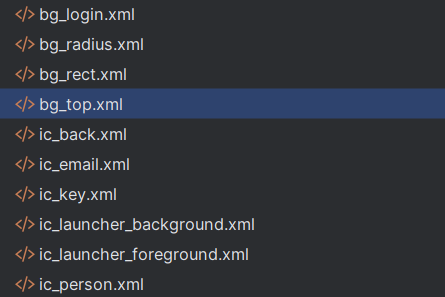 bg_login.xml
bg_radius.xml
bg_rect.xml
bg_top.xml
ic_back.xml
ic_email.xml
ic_key.xml
ic_launcher_background.xml
ic_launcher_foreground.xml
ic_person.xml